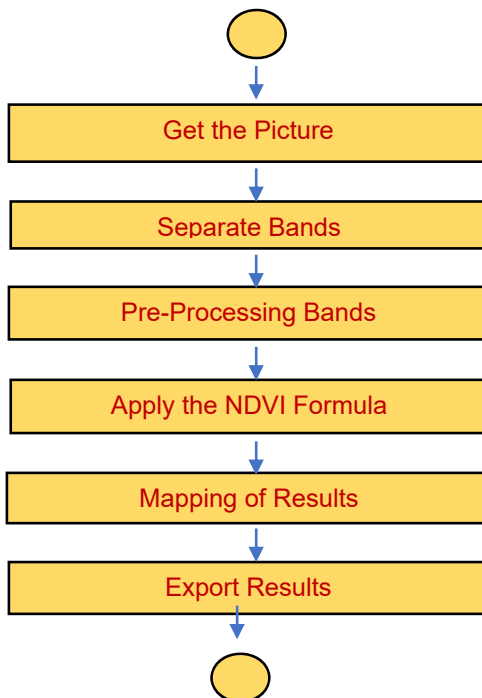 Get the Picture
Separate Bands
Pre-Processing Bands
Apply the NDVI Formula
Mapping of Results
Export Results